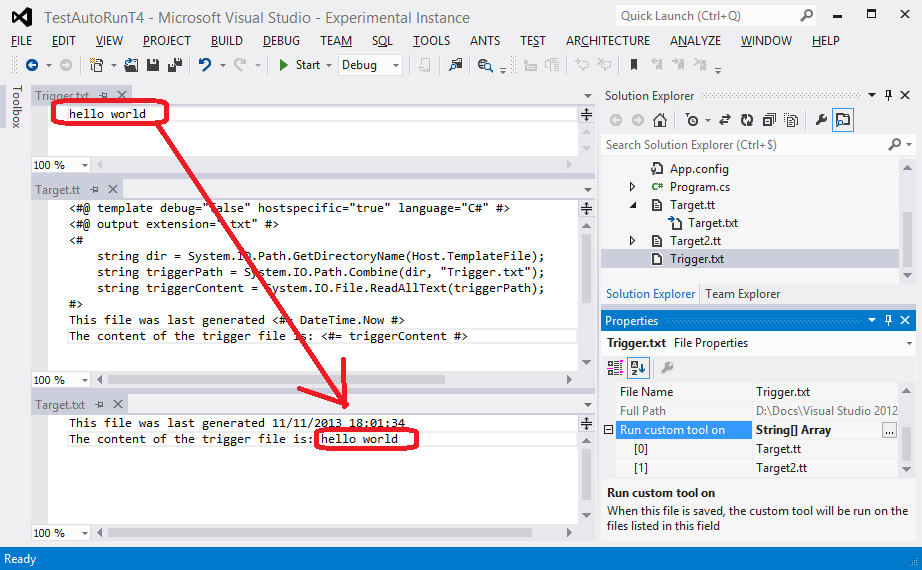 TestAutoRunT4 - Microsoft Visual Studio - Experimental Instance
Quick Launch (Ctrl+Q)
FILE EDIT VIEW PROJECT BUILD DEBUG TEAM SQL TOOLS ANTS TEST ARCHITECTURE ANALYZE WINDOW HELP
Start Debug
Toolbox
Trigger.txt
hello world
100 %
Target.tt
<#@ template debug="false" hostspecific="true" language="C#" #>
<#@ output extension=".txt" #>
<#
string dir = System.IO.Path.GetDirectoryName(Host.TemplateFile);
string triggerPath = System.IO.Path.Combine(dir, "Trigger.txt");
string triggerContent = System.IO.File.ReadAllText(triggerPath);
#>
This file was last generated <#= DateTime.Now #>
The content of the trigger file is: <#= triggerContent #>
100 %
Target.txt
This file was last generated 11/11/2013 18:01:34
The content of the trigger file is: hello world
100 %
Solution Explorer
Search Solution Explorer (Ctrl+$)
App.config
C# Program.cs
Target.tt
Target.txt
Target2.tt
Trigger.txt
Solution Explorer Team Explorer
Properties
Trigger.txt File Properties
File Name Trigger.txt
Full Path D:\Docs\Visual Studio 2012
Run custom tool on String[] Array ...
[0] Target.tt
[1] Target2.tt
Run custom tool on
When this file is saved, the custom tool will be run on the
files listed in this field
Ready